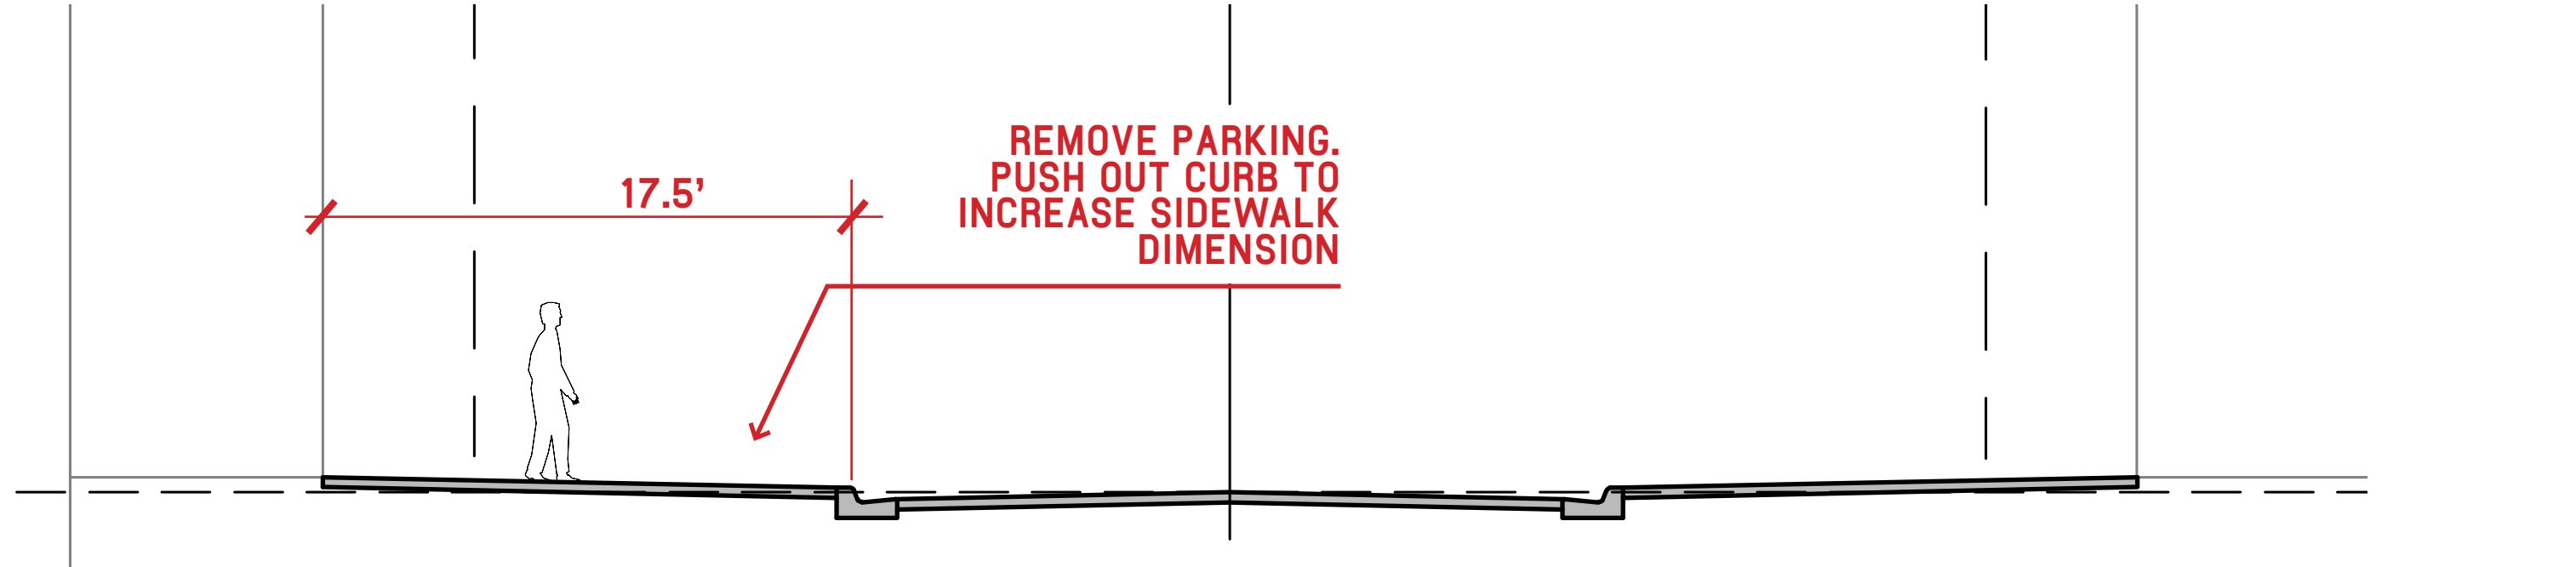 17.5’
REMOVE PARKING.
PUSH OUT CURB TO
INCREASE SIDEWALK
DIMENSION